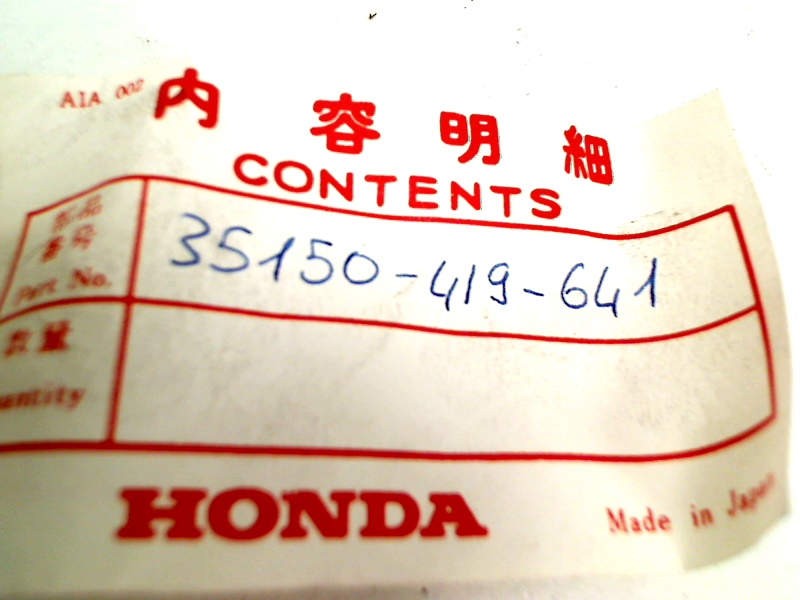 AIA 002
内容明細
CONTENTS
部品
番号
Part No.
35150-419-641
数量
uantity
HONDA
Made in Japan